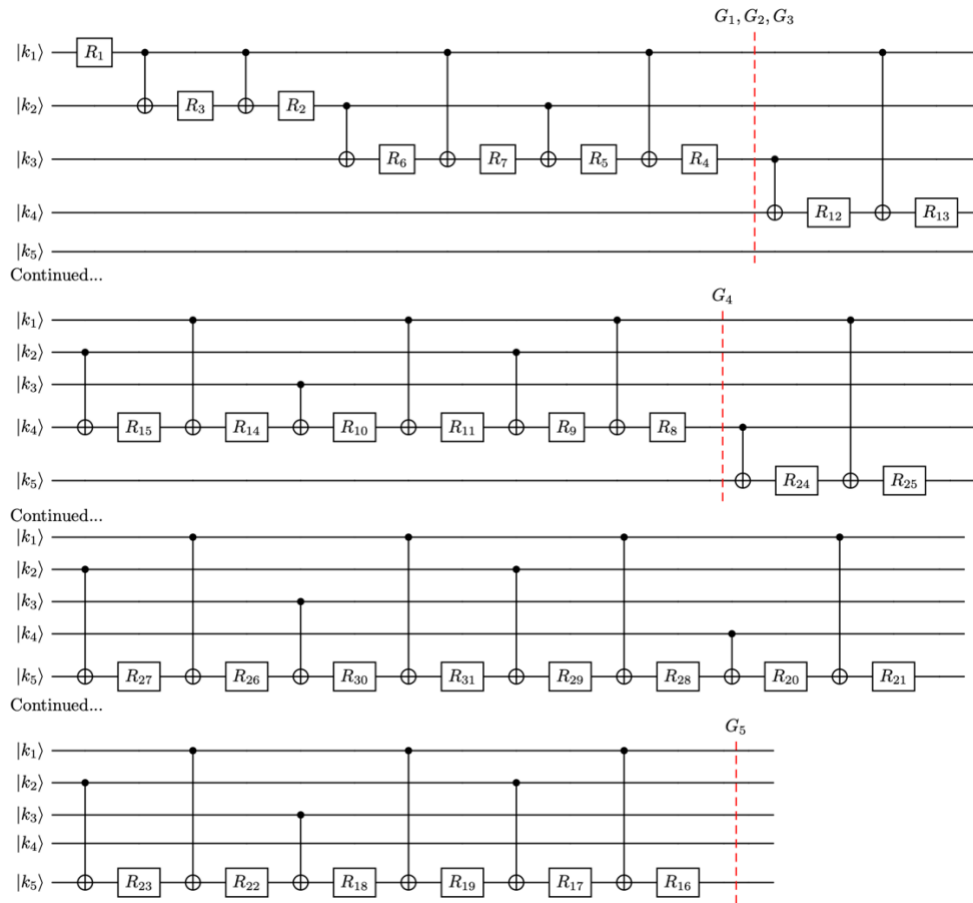 G₁, G₂, G₃
|k₁⟩ R₁
|k₂⟩ R₃ R₂
|k₃⟩ R₆ R₇ R₅ R₄
|k₄⟩ R₁₂ R₁₃
|k₅⟩
Continued...
G₄
|k₁⟩
|k₂⟩
|k₃⟩
|k₄⟩ R₁₅ R₁₄ R₁₀ R₁₁ R₉ R₈
|k₅⟩ R₂₄ R₂₅
Continued...
|k₁⟩
|k₂⟩
|k₃⟩
|k₄⟩
|k₅⟩ R₂₇ R₂₆ R₃₀ R₃₁ R₂₉ R₂₈ R₂₀ R₂₁
Continued...
G₅
|k₁⟩
|k₂⟩
|k₃⟩
|k₄⟩
|k₅⟩ R₂₃ R₂₂ R₁₈ R₁₉ R₁₇ R₁₆